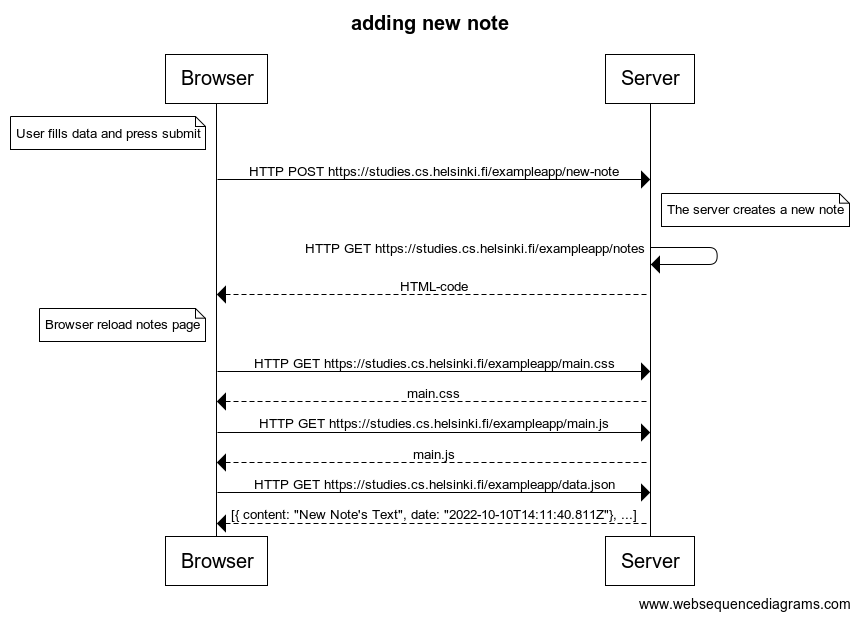 adding new note
Browser
Server
User fills data and press submit
HTTP POST https://studies.cs.helsinki.fi/exampleapp/new-note
The server creates a new note
HTTP GET https://studies.cs.helsinki.fi/exampleapp/notes
HTML-code
Browser reload notes page
HTTP GET https://studies.cs.helsinki.fi/exampleapp/main.css
main.css
HTTP GET https://studies.cs.helsinki.fi/exampleapp/main.js
main.js
HTTP GET https://studies.cs.helsinki.fi/exampleapp/data.json
[{ content: "New Note's Text", date: "2022-10-10T14:11:40.811Z"}, ...]
Browser
Server
www.websequencediagrams.com